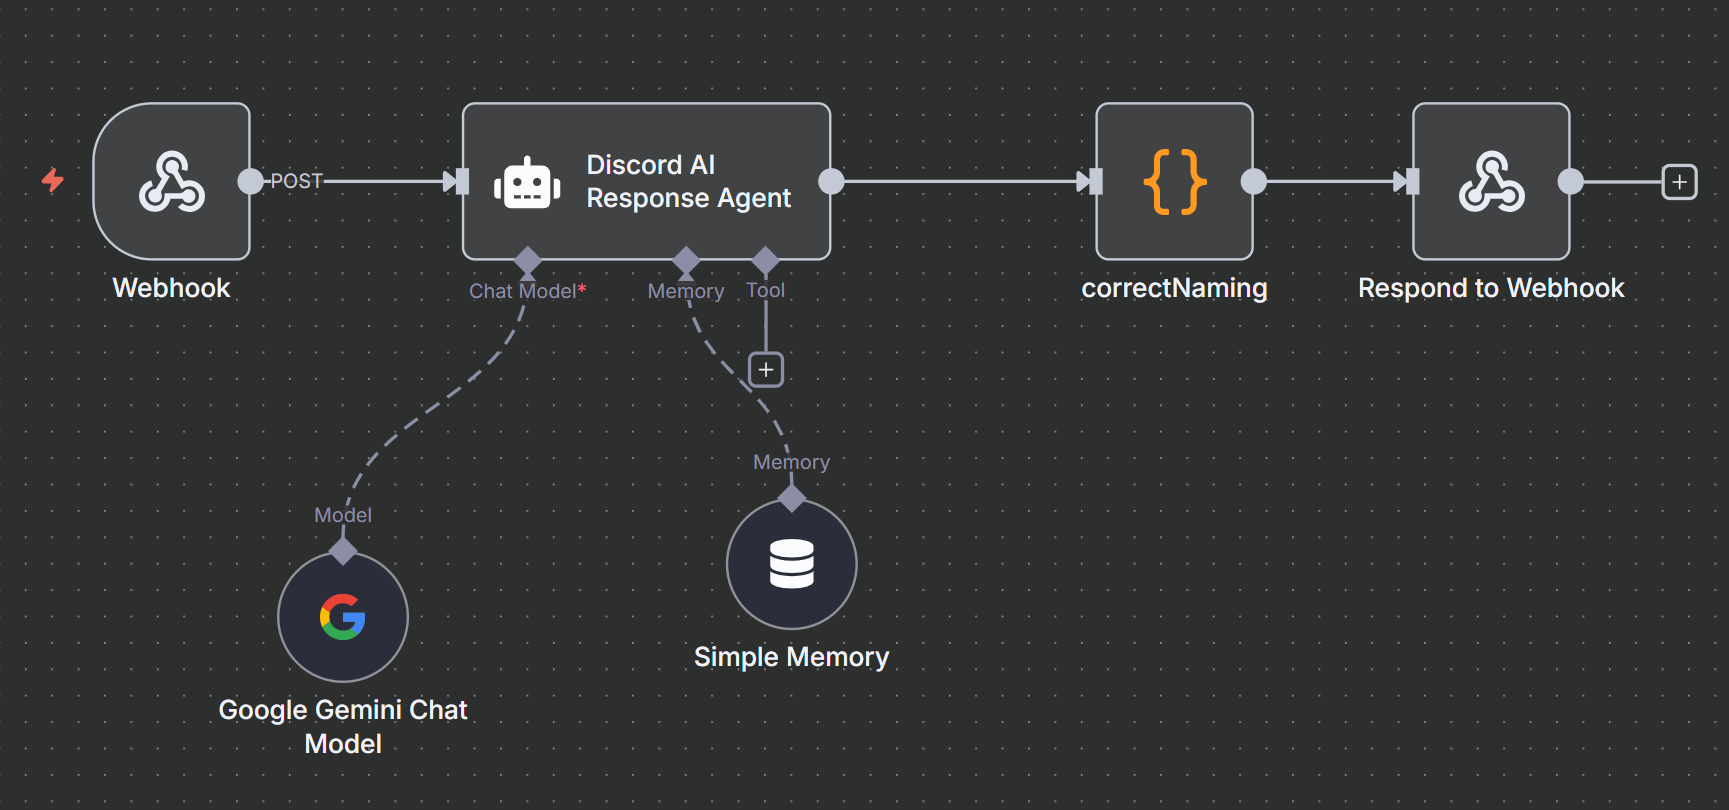 POST
Discord AI
Response Agent
Webhook
Chat Model*
Memory
Tool
correctNaming
Respond to Webhook
Memory
Model
Simple Memory
Google Gemini Chat
Model